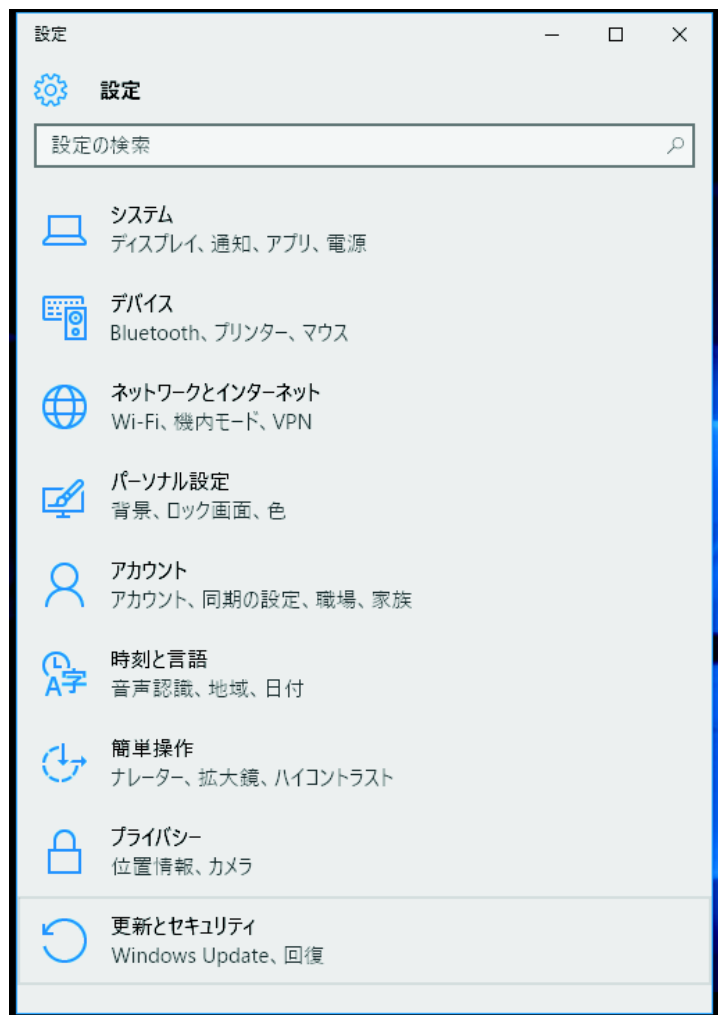 設定
設定
設定の検索
システム
ディスプレイ、通知、アプリ、電源
デバイス
Bluetooth、プリンター、マウス
ネットワークとインターネット
Wi-Fi、機内モード、VPN
パーソナル設定
背景、ロック画面、色
アカウント
アカウント、同期の設定、職場、家族
A字
時刻と言語
音声認識、地域、日付
簡単操作
ナレーター、拡大鏡、ハイコントラスト
プライバシー
位置情報、カメラ
更新とセキュリティ
Windows Update、回復